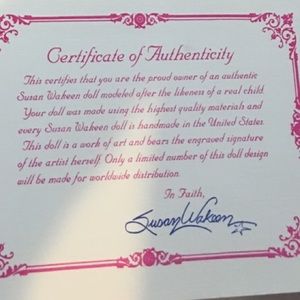 Certificate of Authenticity
This certifies that you are the proud owner of an authentic
Susan Wakeen doll modeled after the likeness of a real child.
Your doll was made using the highest quality materials and
every Susan Wakeen doll is handmade in the United States.
This doll is a work of art and bears the engraved signature
of the artist herself. Only a limited number of this doll design
will be made for worldwide distribution.
In Faith,
Susan Wakeen